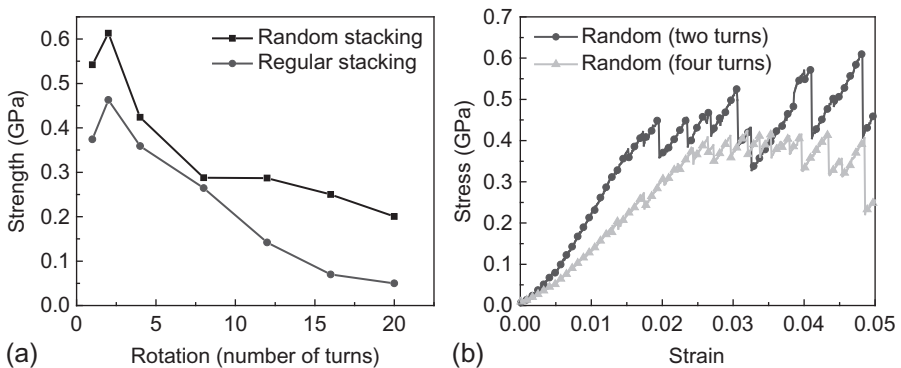 0.6
0.5
0.4
0.3
0.2
0.1
0.0
0
5
10
15
20
Strength (GPa)
Rotation (number of turns)
Random stacking
Regular stacking
(a)
0.7
0.6
0.5
0.4
0.3
0.2
0.1
0.0
0.00
0.01
0.02
0.03
0.04
0.05
Stress (GPa)
Strain
Random (two turns)
Random (four turns)
(b)